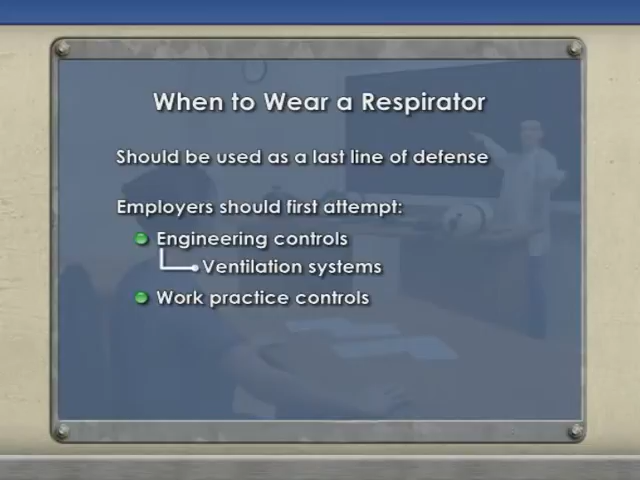 When to Wear a Respirator
Should be used as a last line of defense
Employers should first attempt:
Engineering controls
Ventilation systems
Work practice controls